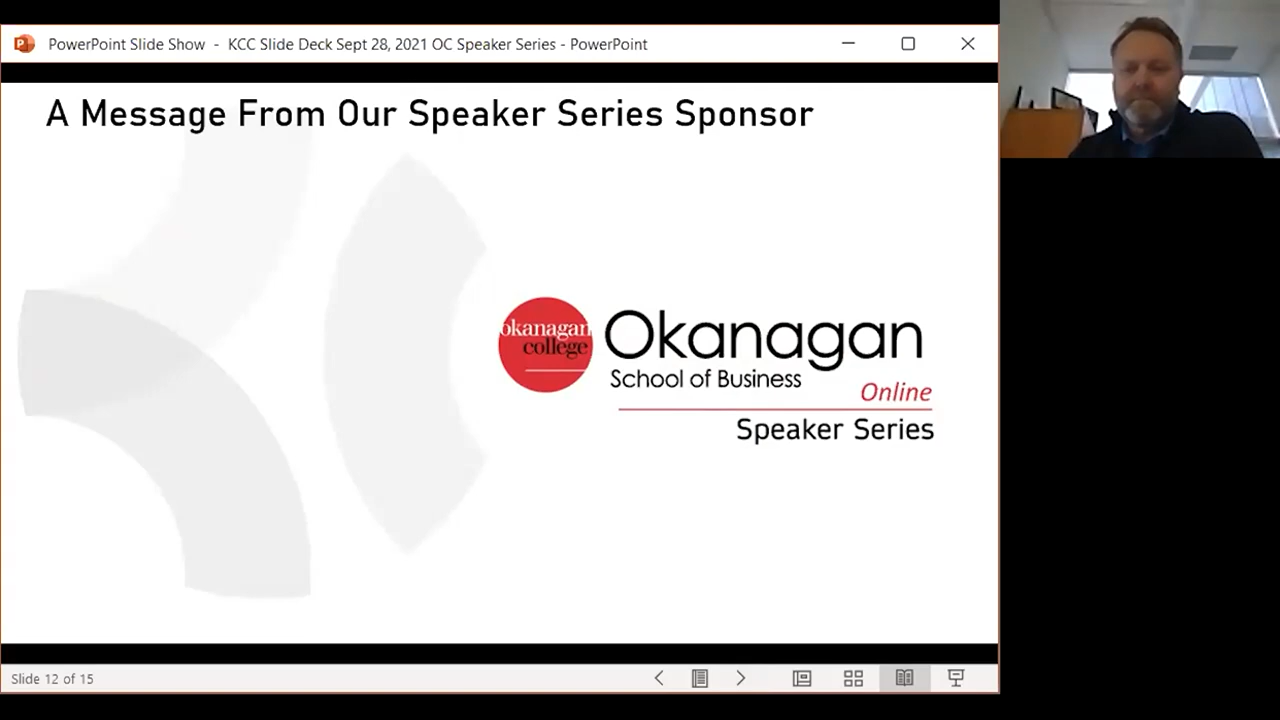 PowerPoint Slide Show - KCC Slide Deck Sept 28, 2021 OC Speaker Series - PowerPoint
A Message From Our Speaker Series Sponsor
okanagan
college
Okanagan
School of Business
Online
Speaker Series
Slide 12 of 15